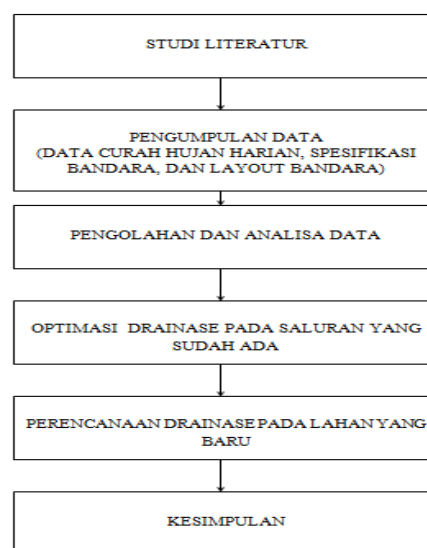 STUDI LITERATUR
PENGUMPULAN DATA
(DATA CURAH HUJAN HARIAN, SPESIFIKASI
BANDARA, DAN LAYOUT BANDARA)
PENGOLAHAN DAN ANALISA DATA
OPTIMASI DRAINASE PADA SALURAN YANG
SUDAH ADA
PERENCANAAN DRAINASE PADA LAHAN YANG
BARU
KESIMPULAN